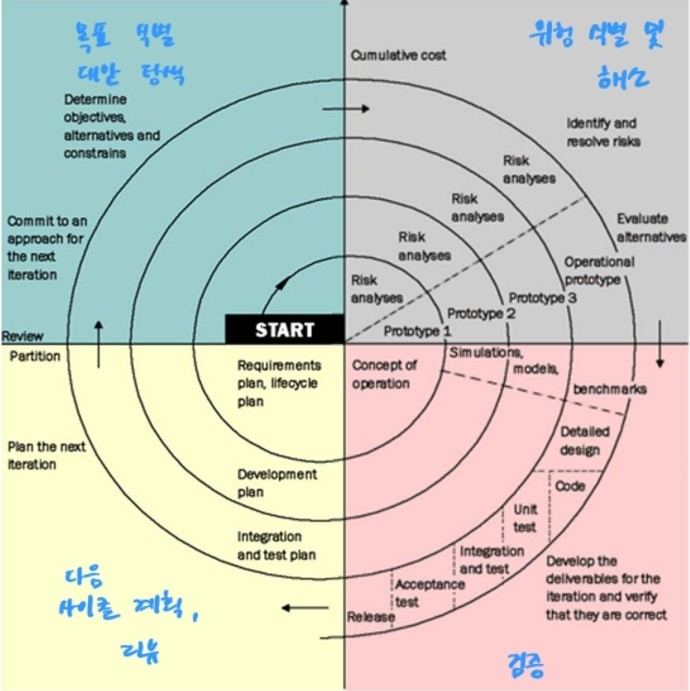 목표 식별
대안 탐색
Determine
objectives,
alternatives and
constrains
Commit to an
approach for
the next
iteration
Review
Cumulative cost
위험 식별 및
해소
Identify and
resolve risks
Evaluate
alternatives
Risk
analyses
Risk
analyses
Risk
analyses
Risk
analyses
Operational
prototype
Prototype 3
Prototype 2
Prototype 1
START
Partition
Requirements
plan, lifecycle
plan
Plan the next
iteration
Development
plan
Integration
and test plan
다음
사이클 계획,
리뷰
Concept of
operation
Simulations,
models,
benchmarks
Detailed
design
Code
Unit
test
Integration
and test
Acceptance
test
Release
Develop the
deliverables for the
iteration and verify
that they are correct
검증